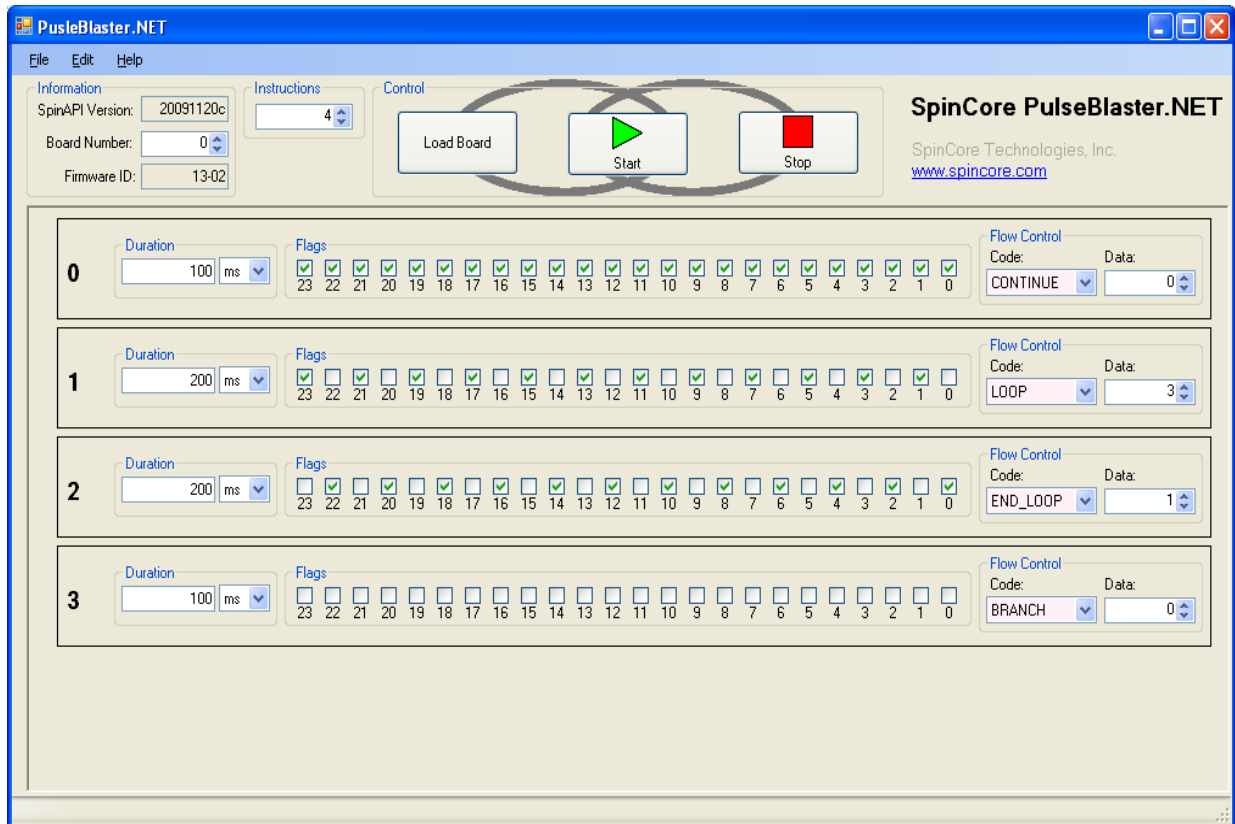 PusleBlaster.NET
File Edit Help
Information
SpinAPI Version: 20091120c
Board Number: 0
Firmware ID: 13-02
Instructions
4
Control
Load Board
Start
Stop
SpinCore PulseBlaster.NET
SpinCore Technologies, Inc.
www.spincore.com
0
Duration
100 ms
Flags
23 22 21 20 19 18 17 16 15 14 13 12 11 10 9 8 7 6 5 4 3 2 1 0
Flow Control
Code: Data:
CONTINUE 0
1
Duration
200 ms
Flags
23 22 21 20 19 18 17 16 15 14 13 12 11 10 9 8 7 6 5 4 3 2 1 0
Flow Control
Code: Data:
LOOP 3
2
Duration
200 ms
Flags
23 22 21 20 19 18 17 16 15 14 13 12 11 10 9 8 7 6 5 4 3 2 1 0
Flow Control
Code: Data:
END_LOOP 1
3
Duration
100 ms
Flags
23 22 21 20 19 18 17 16 15 14 13 12 11 10 9 8 7 6 5 4 3 2 1 0
Flow Control
Code: Data:
BRANCH 0